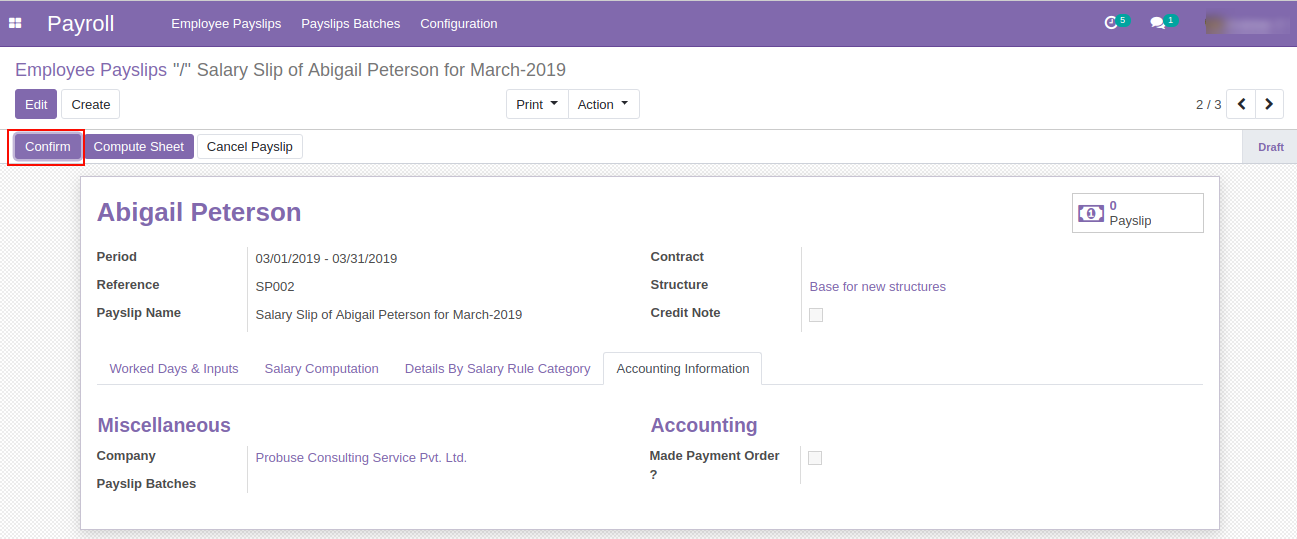 Payroll Employee Payslips Payslips Batches Configuration 5 1
Employee Payslips "/" Salary Slip of Abigail Peterson for March-2019
Edit Create Print Action 2 / 3
Confirm Compute Sheet Cancel Payslip Draft
Abigail Peterson
0
Payslip
Period 03/01/2019 - 03/31/2019 Contract
Reference SP002 Structure Base for new structures
Payslip Name Salary Slip of Abigail Peterson for March-2019 Credit Note
Worked Days & Inputs Salary Computation Details By Salary Rule Category Accounting Information
Miscellaneous Accounting
Company Probuse Consulting Service Pvt. Ltd. Made Payment Order
?
Payslip Batches